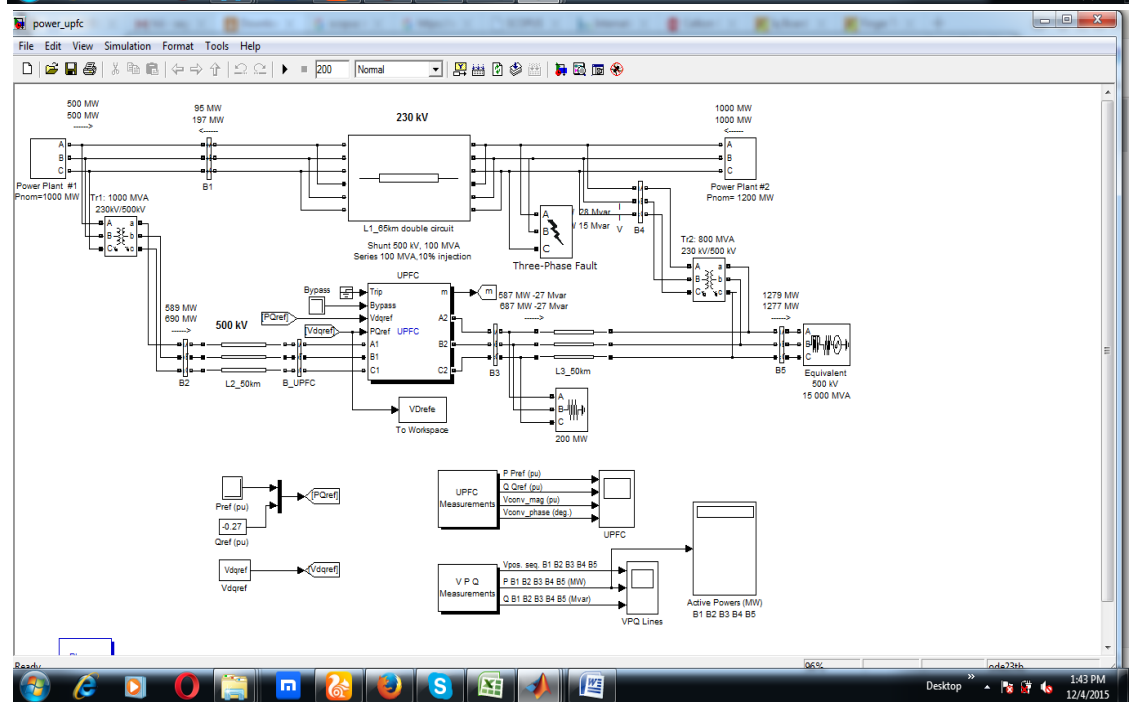 power_upfc
File Edit View Simulation Format Tools Help
200 Normal
500 MW
500 MW
------>
95 MW
197 MW
<------
230 kV
1000 MW
1000 MW
<------
A
B
C
Power Plant #1
Pnom=1000 MW
B1
L1_65km double circuit
Shunt 500 kV, 100 MVA
Series 100 MVA,10% injection
A
B
C
Power Plant #2
Pnom= 1200 MW
Tr1: 1000 MVA
230kV/500kV
A a
B b
C c
A
B
C
Three-Phase Fault
28 Mvar
15 Mvar V
B4
Tr2: 800 MVA
230 kV/500 kV
A a
B b
C c
UPFC
Bypass
Trip m
Bypass
Vdqref A2
PQref UPFC
A1 B2
B1
C1 C2
[PQref]
[Vdqref]
m
587 MW -27 Mvar
687 MW -27 Mvar
------>
589 MW
690 MW
------>
500 kV
B2
L2_50km
B_UPFC
B3
L3_50km
1279 MW
1277 MW
------>
B5
A
B
C
Equivalent
500 kV
15 000 MVA
VDrefe
To Workspace
A
B
C
200 MW
Pref (pu)
-0.27
Qref (pu)
[PQref]
Vdqref
Vdqref
[Vdqref]
UPFC
Measurements
P Pref (pu)
Q Qref (pu)
Vconv_mag (pu)
Vconv_phase (deg.)
UPFC
V P Q
Measurements
Vpos. seq. B1 B2 B3 B4 B5
P B1 B2 B3 B4 B5 (MW)
Q B1 B2 B3 B4 B5 (Mvar)
VPQ Lines
Active Powers (MW)
B1 B2 B3 B4 B5
Ready 96% ode23tb
Desktop
1:43 PM
12/4/2015